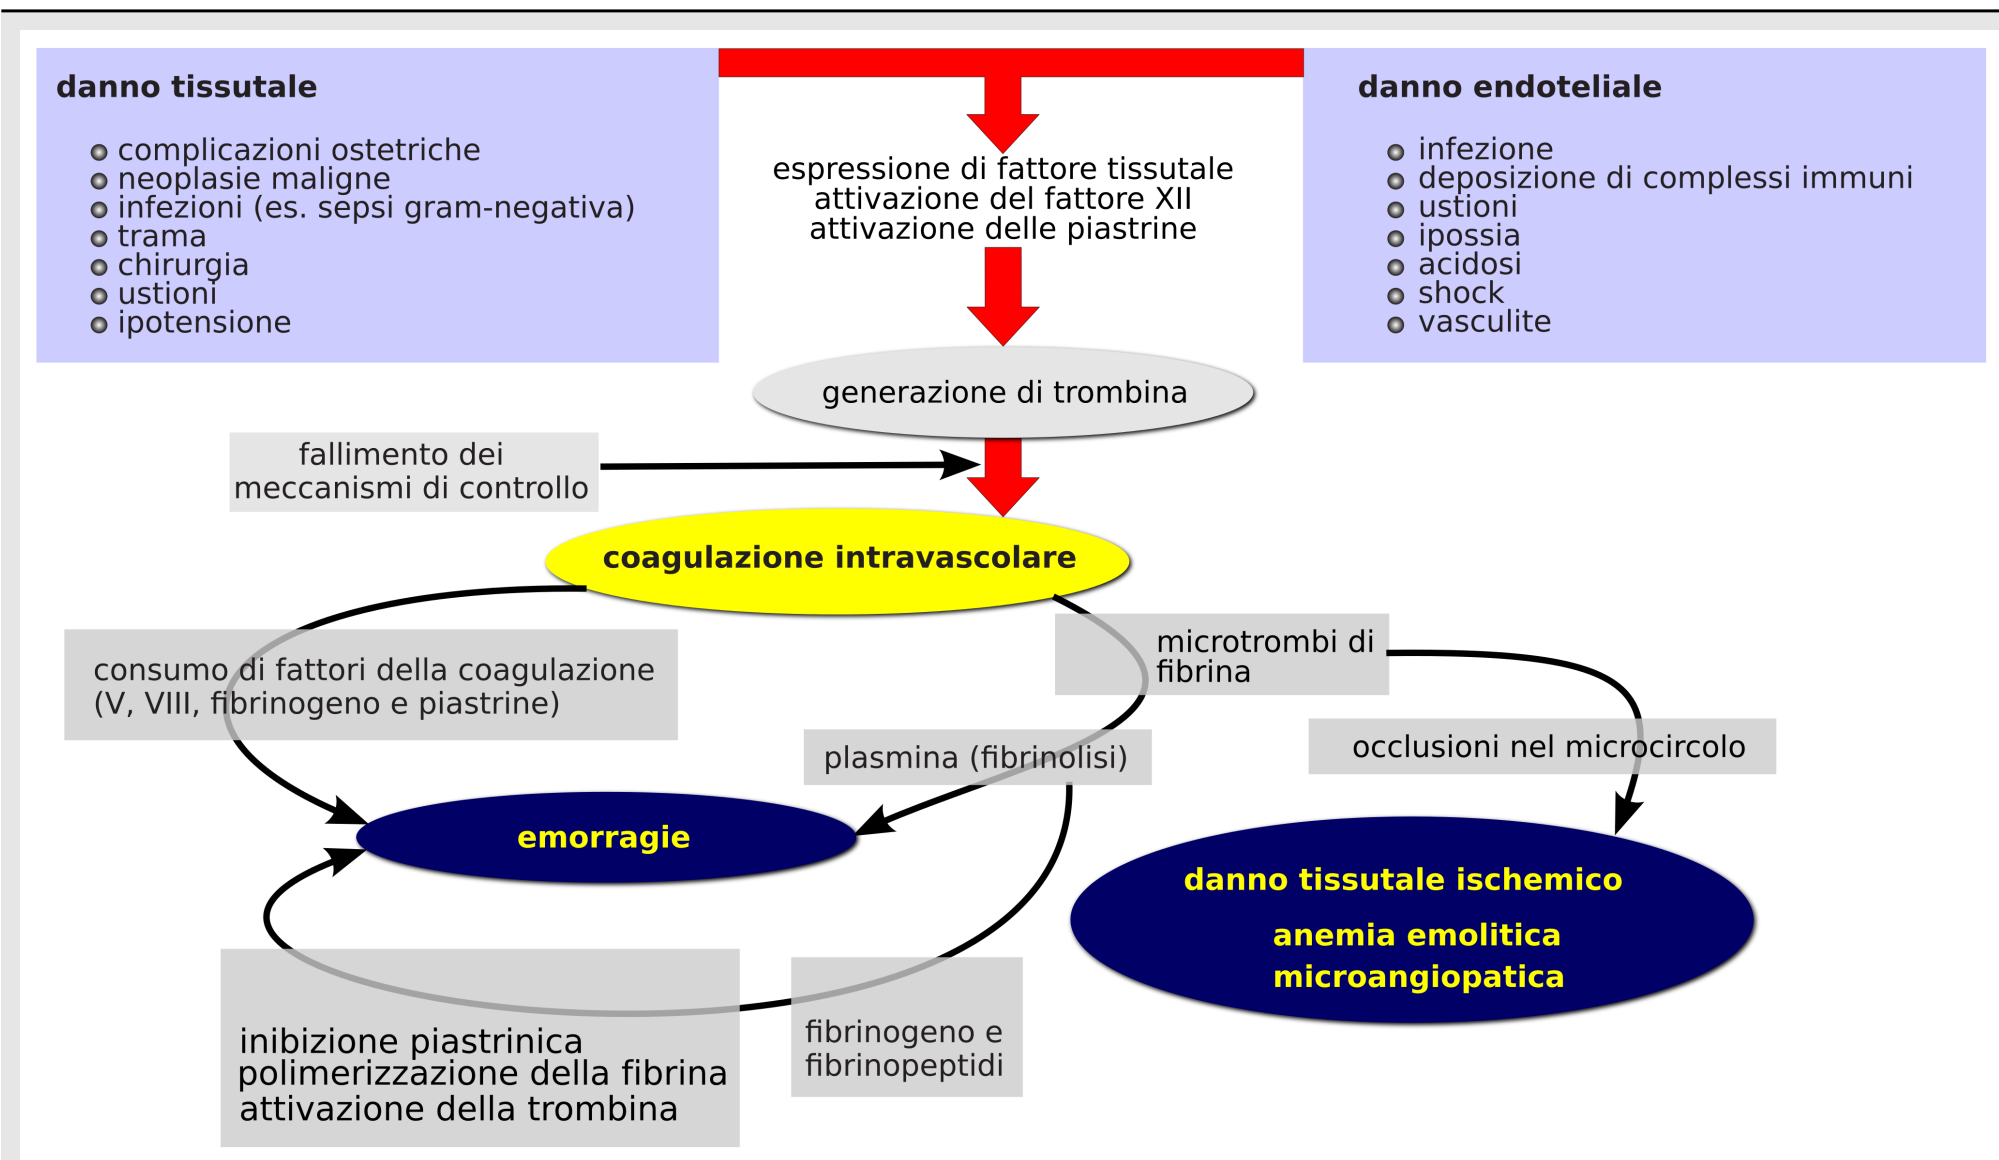 danno tissutale
complicazioni ostetriche
neoplasie maligne
infezioni (es. sepsi gram-negativa)
trama
chirurgia
ustioni
ipotensione
espressione di fattore tissutale
attivazione del fattore XII
attivazione delle piastrine
danno endoteliale
infezione
deposizione di complessi immuni
ustioni
ipossia
acidosi
shock
vasculite
generazione di trombina
fallimento dei
meccanismi di controllo
coagulazione intravascolare
consumo di fattori della coagulazione
(V, VIII, fibrinogeno e piastrine)
microtrombi di
fibrina
plasmina (fibrinolisi)
occlusioni nel microcircolo
emorragie
danno tissutale ischemico
anemia emolitica
microangiopatica
inibizione piastrinica
polimerizzazione della fibrina
attivazione della trombina
fibrinogeno e
fibrinopeptidi